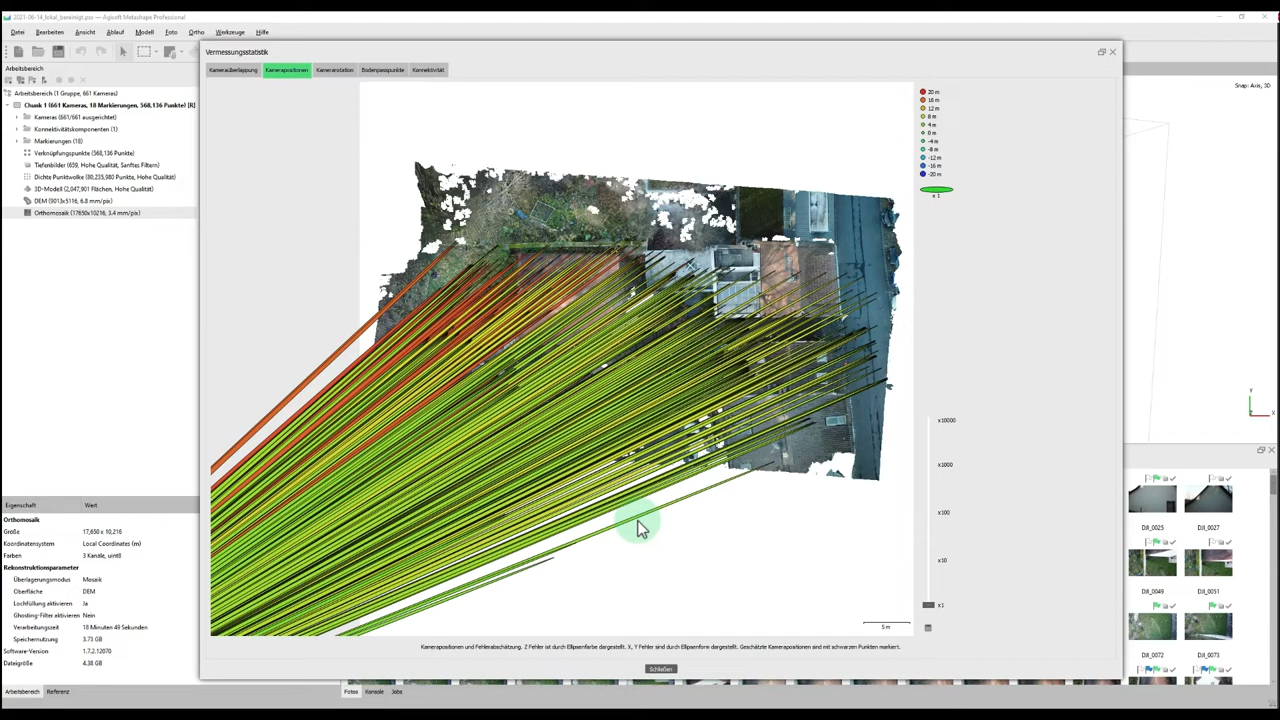 2021-06-14_lokal_bereinigt.psx — Agisoft Metashape Professional
Datei Bearbeiten Ansicht Ablauf Modell Foto Ortho Werkzeuge Hilfe
Arbeitsbereich
Arbeitsbereich (1 Gruppe, 661 Kameras)
Chunk 1 (661 Kameras, 18 Markierungen, 568,136 Punkte) [R]
Kameras (661/661 ausgerichtet)
Konnektivitätskomponenten (1)
Markierungen (18)
Verknüpfungspunkte (568,136 Punkte)
Tiefenbilder (659, Hohe Qualität, Sanftes Filtern)
Dichte Punktwolke (80,235,980 Punkte, Hohe Qualität)
3D-Modell (2,047,901 Flächen, Hohe Qualität)
DEM (9013x5116, 6.8 mm/pix)
Orthomosaik (17650x10216, 3.4 mm/pix)
Eigenschaft Wert
Orthomosaik
Größe 17,650 x 10,216
Koordinatensystem Local Coordinates (m)
Farben 3 Kanäle, uint8
Rekonstruktionsparameter
Überlagerungsmodus Mosaik
Oberfläche DEM
Lochfüllung aktivieren Ja
Ghosting-Filter aktivieren Nein
Verarbeitungszeit 18 Minuten 49 Sekunden
Speichernutzung 3.73 GB
Software-Version 1.7.2.12070
Dateigröße 4.38 GB
Arbeitsbereich Referenz
Vermessungsstatistik
Kameraüberlappung Kamerapositionen Kamerarotation Bodenpasspunkte Konnektivität
20 m
16 m
12 m
8 m
4 m
0 m
-4 m
-8 m
-12 m
-16 m
-20 m
x 1
x10000
x1000
x100
x10
x1
5 m
Kamerapositionen und Fehlerabschätzung. Z Fehler ist durch Ellipsenfarbe dargestellt. X, Y Fehler sind durch Ellipsenform dargestellt. Geschätzte Kamerapositionen sind mit schwarzen Punkten markiert.
Schließen
Snap: Axis, 3D
Y
X
Z
DJI_0025 DJI_0027
DJI_0049 DJI_0051
DJI_0072 DJI_0073
Fotos Konsole Jobs